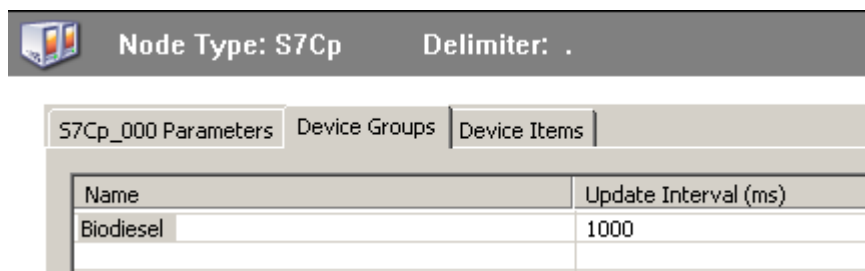 Node Type: S7Cp Delimiter: .
S7Cp_000 Parameters Device Groups Device Items
Name Update Interval (ms)
Biodiesel 1000